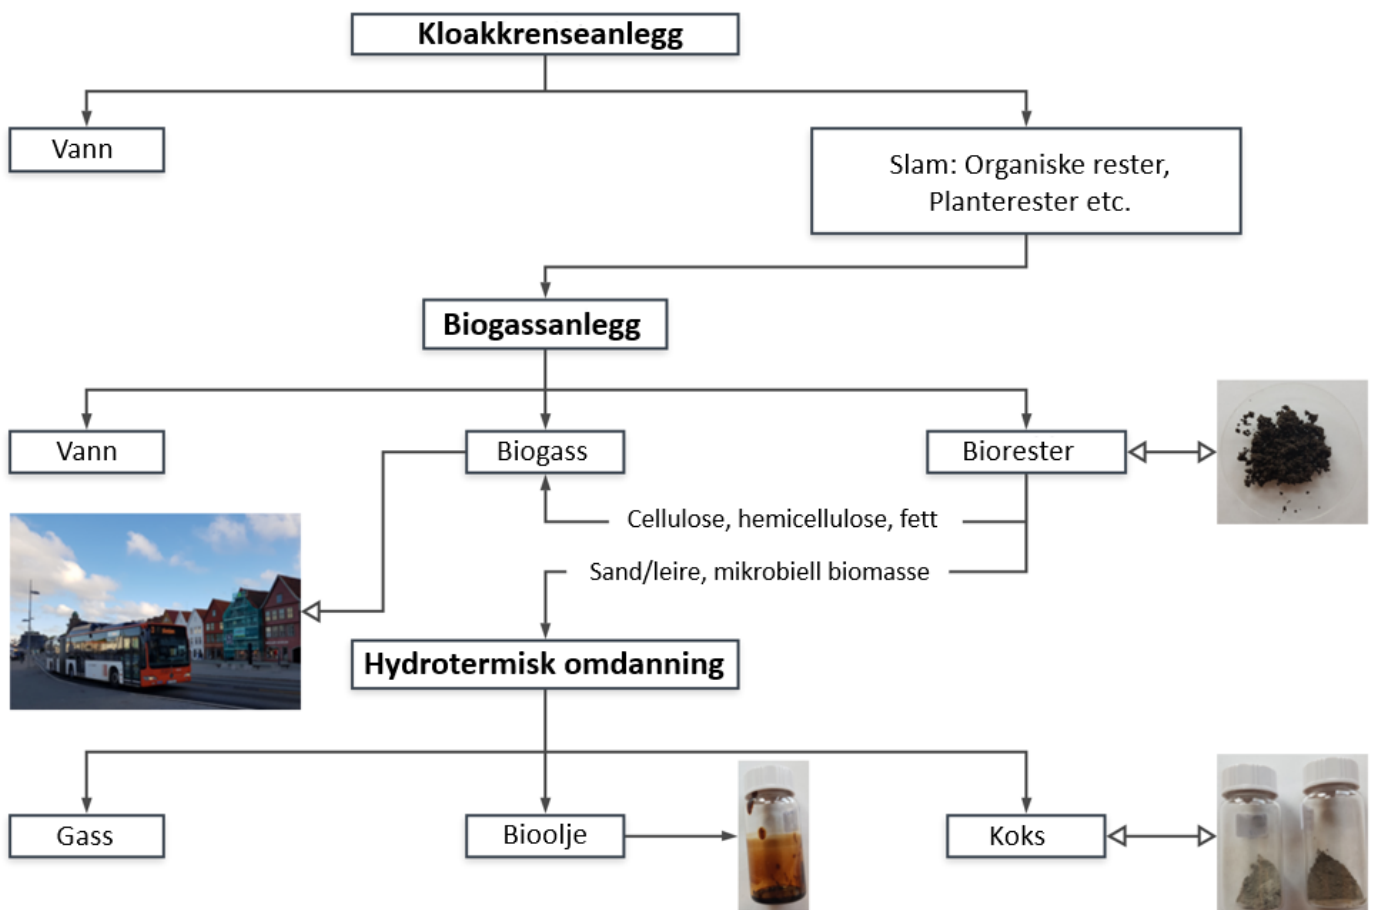 Kloakkrenseanlegg
Vann
Slam: Organiske rester,
Planterester etc.
Biogassanlegg
Vann
Biogass
Biorester
Cellulose, hemicellulose, fett
Sand/leire, mikrobiell biomasse
Hydrotermisk omdanning
Gass
Bioolje
Koks